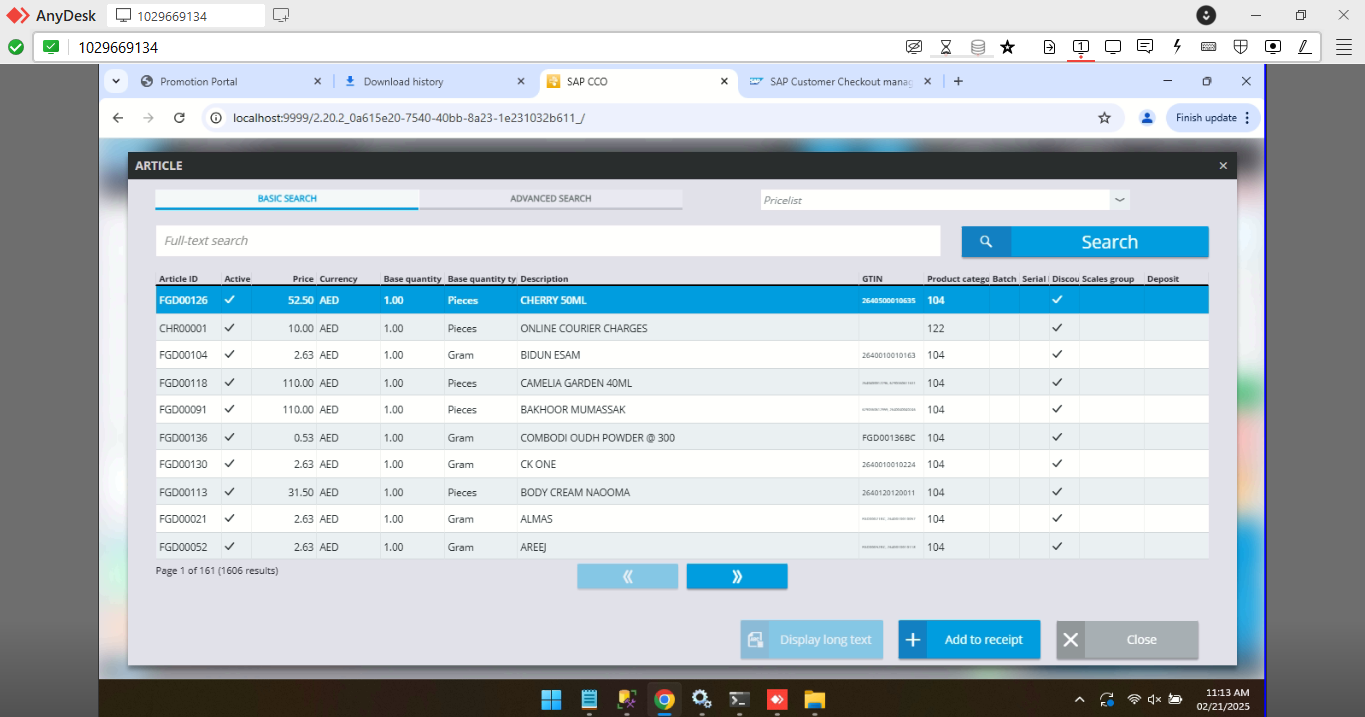 AnyDesk
1029669134
1029669134
1
Promotion Portal
Download history
SAP CCO
SAP Customer Checkout manag
localhost:9999/2.20.2_0a615e20-7540-40bb-8a23-1e231032b611_/
Finish update
ARTICLE
BASIC SEARCH
ADVANCED SEARCH
Pricelist
Full-text search
Search
Article ID Active Price Currency Base quantity Base quantity ty Description GTIN Product catego Batch Serial Discou Scales group Deposit
FGD00126 52.50 AED 1.00 Pieces CHERRY 50ML 2640500010635 104
CHR00001 10.00 AED 1.00 Pieces ONLINE COURIER CHARGES 122
FGD00104 2.63 AED 1.00 Gram BIDUN ESAM 2640010010163 104
FGD00118 110.00 AED 1.00 Pieces CAMELIA GARDEN 40ML 104
FGD00091 110.00 AED 1.00 Pieces BAKHOOR MUMASSAK 104
FGD00136 0.53 AED 1.00 Gram COMBODI OUDH POWDER @ 300 FGD00136BC 104
FGD00130 2.63 AED 1.00 Gram CK ONE 2640010010224 104
FGD00113 31.50 AED 1.00 Pieces BODY CREAM NAOOMA 2640120120011 104
FGD00021 2.63 AED 1.00 Gram ALMAS 104
FGD00052 2.63 AED 1.00 Gram AREEJ 104
Page 1 of 161 (1606 results)
Display long text
Add to receipt
Close
11:13 AM
02/21/2025